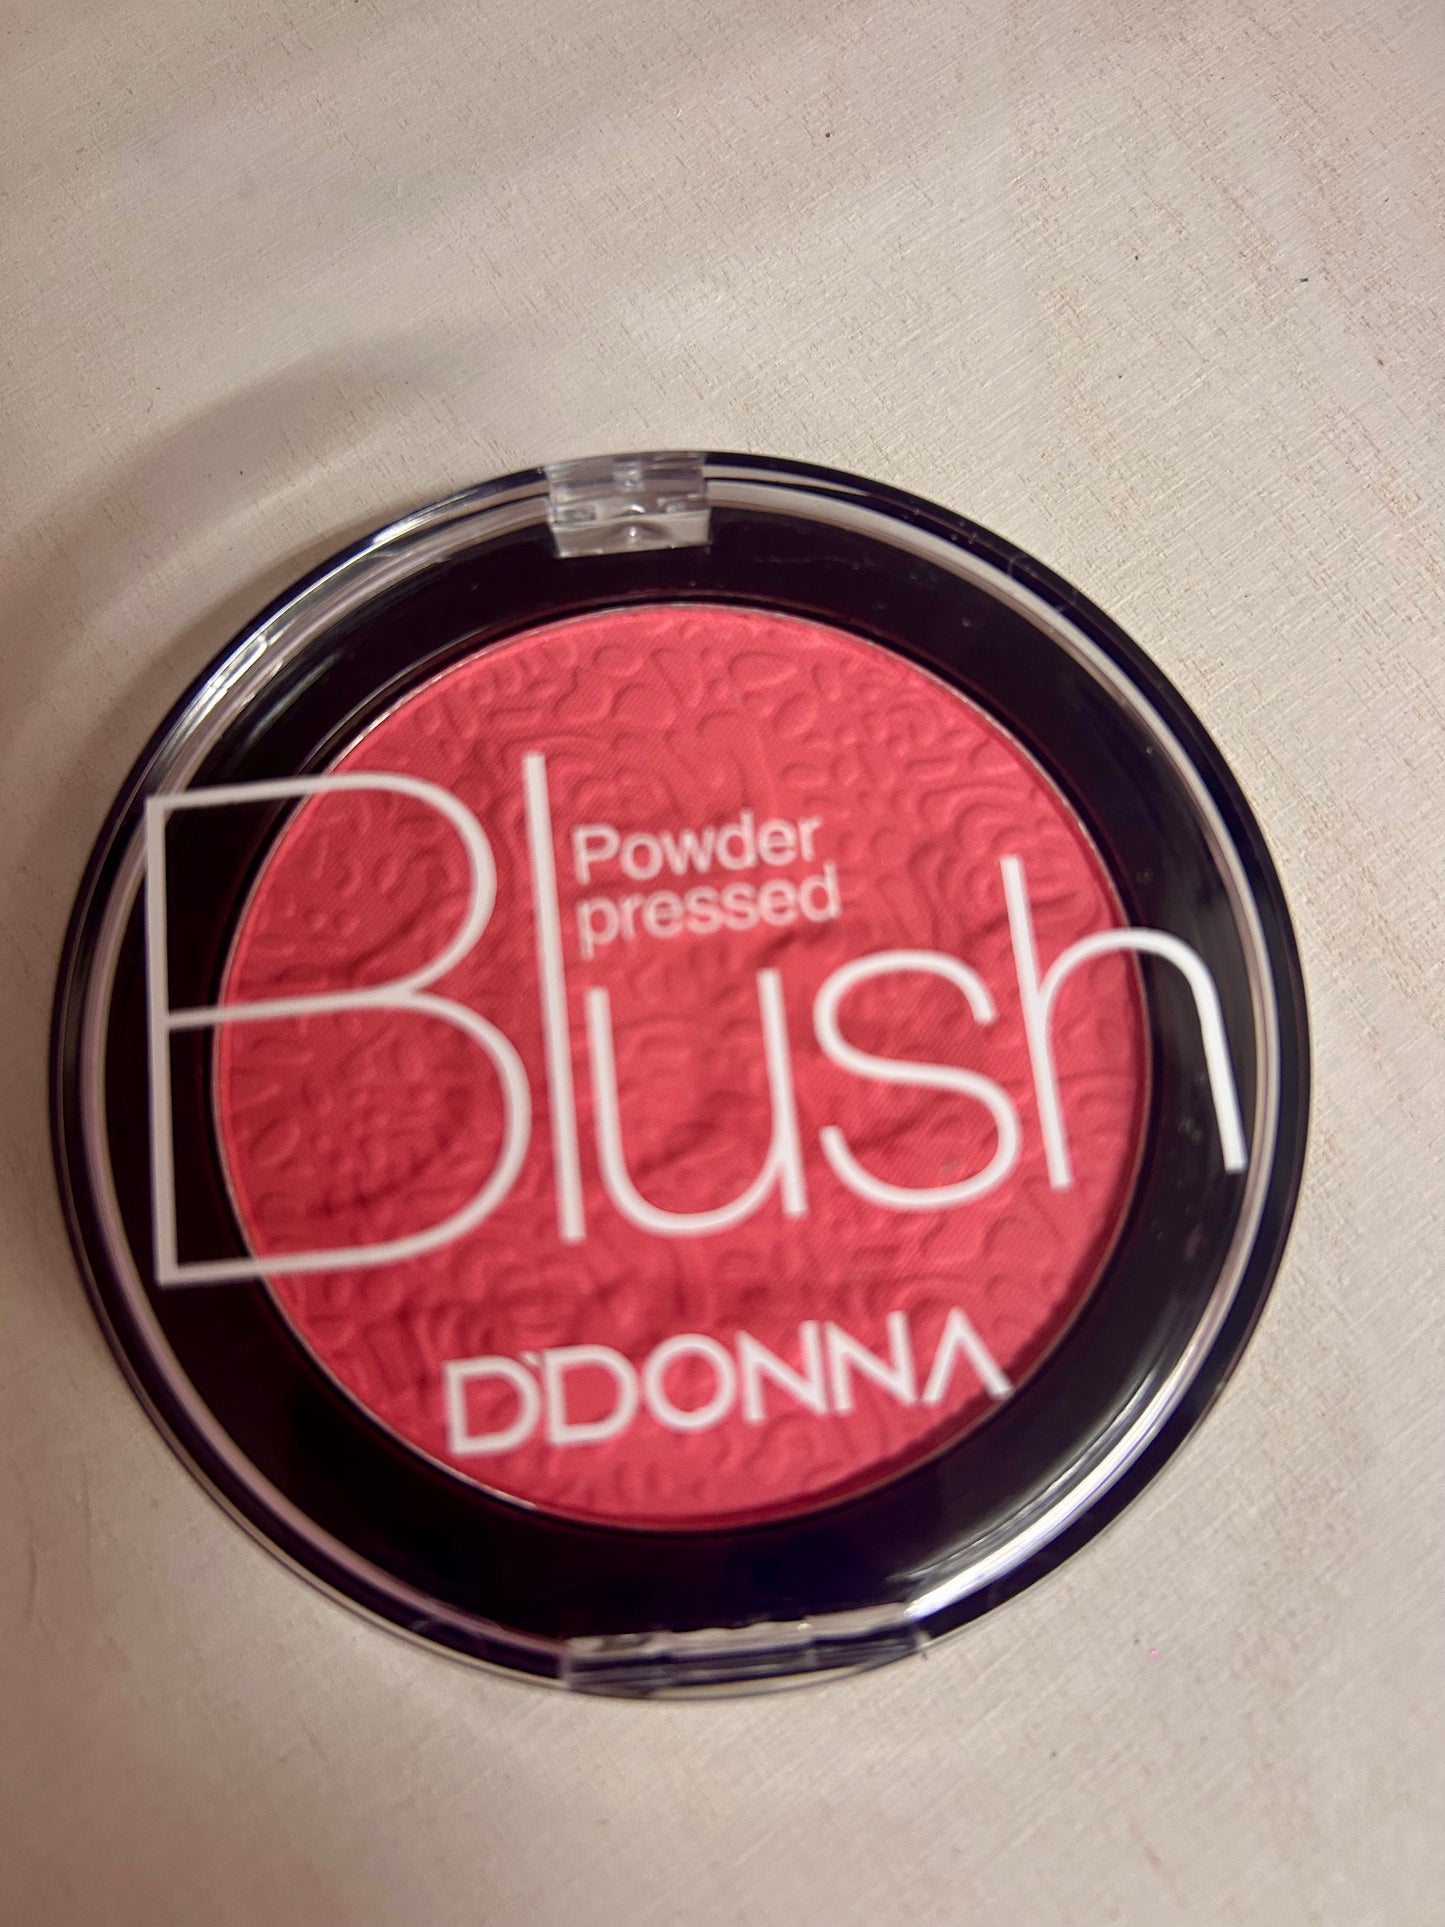 Powder
pressed
Blush
D'DONNA